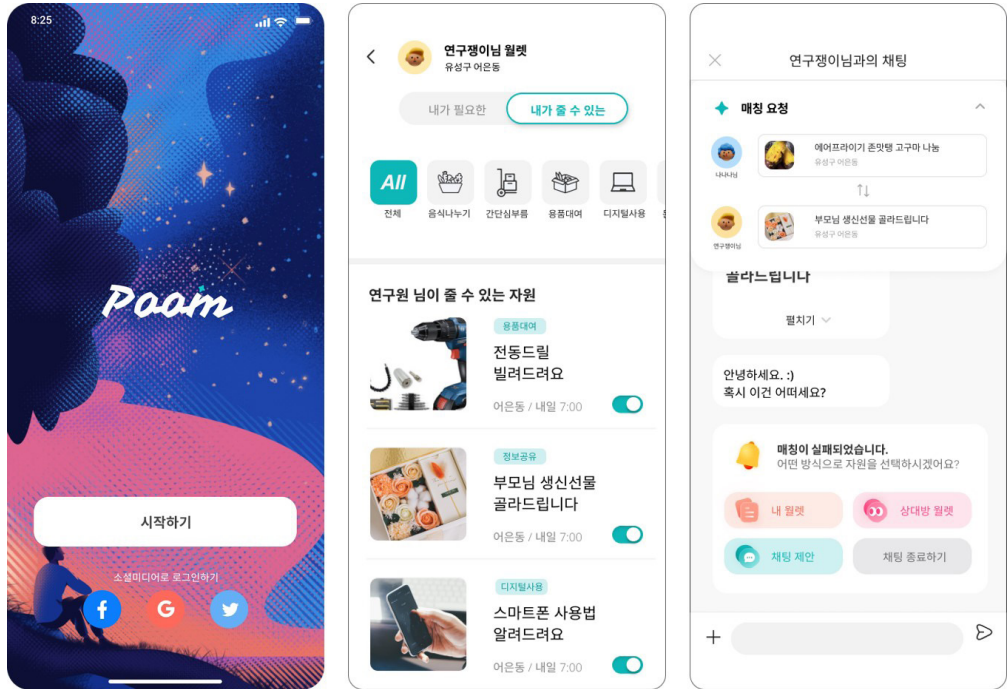 8:25
Poam
시작하기
소셜미디어로 로그인하기
f
G
연구쟁이님 월렛
유성구 어은동
내가 필요한
내가 줄 수 있는
All
전체
음식나누기
간단심부름
용품대여
디지털사용
연구원 님이 줄 수 있는 자원
용품대여
전동드릴
빌려드려요
어은동 / 내일 7:00
정보공유
부모님 생신선물
골라드립니다
어은동 / 내일 7:00
디지털사용
스마트폰 사용법
알려드려요
어은동 / 내일 7:00
연구쟁이님과의 채팅
매칭 요청
에어프라이기 존맛탱 고구마 나눔
유성구 어은동
나나나님
부모님 생신선물 골라드립니다
유성구 어은동
연구쟁이님
골라드립니다
펼치기
안녕하세요. :)
혹시 이건 어떠세요?
매칭이 실패되었습니다.
어떤 방식으로 자원을 선택하시겠어요?
내 월렛
상대방 월렛
채팅 제안
채팅 종료하기